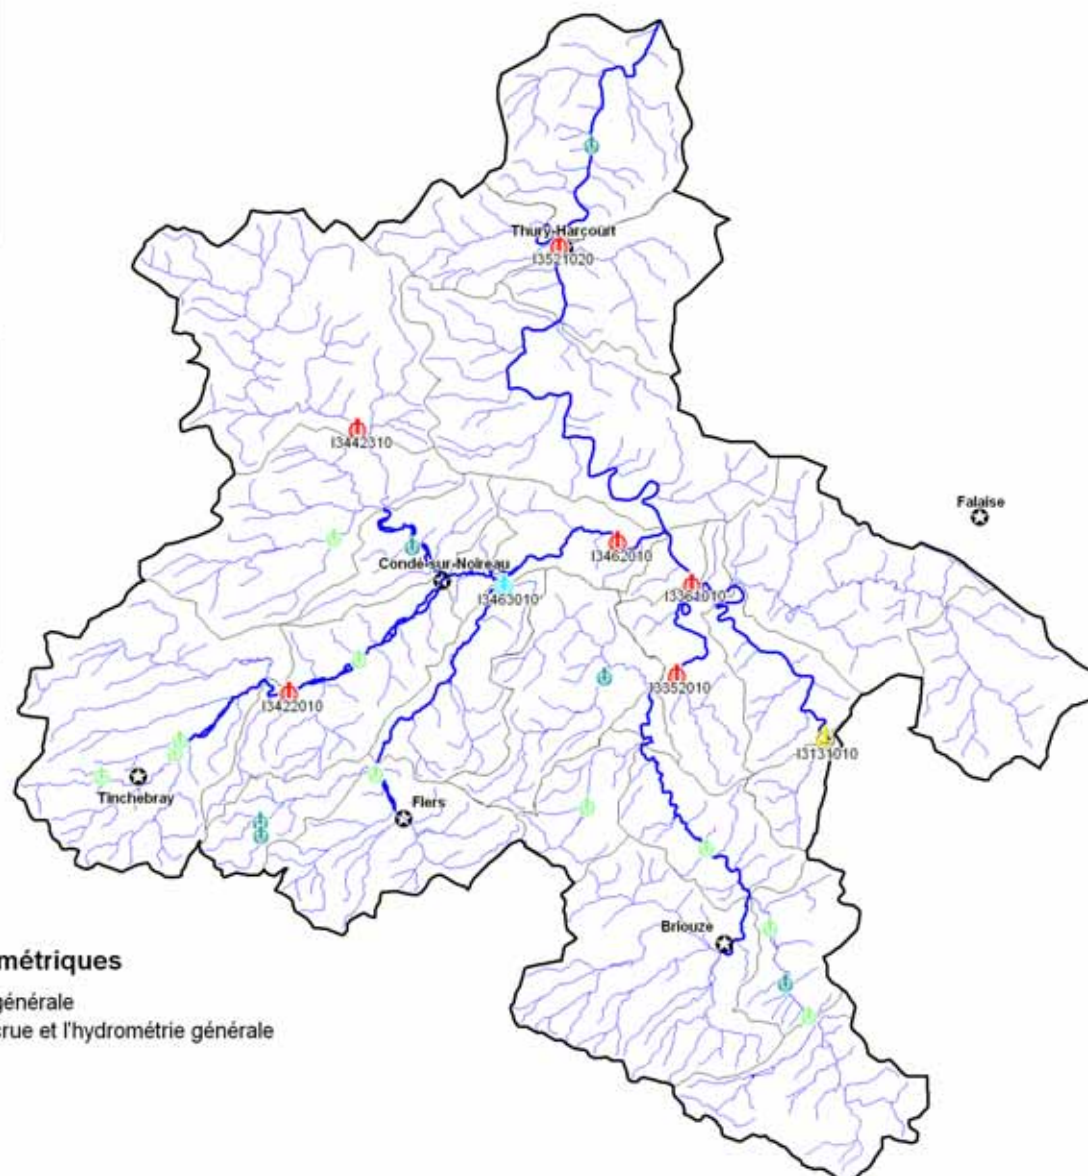 Thury-Harcourt
I3521020
I3442310
Falaise
I3462010
Condé-sur-Noireau
I3463010
I3361010
I3352010
I3422010
I3131010
Tinchebray
Flers
Briouze
métriques
générale
crue et l'hydrométrie générale